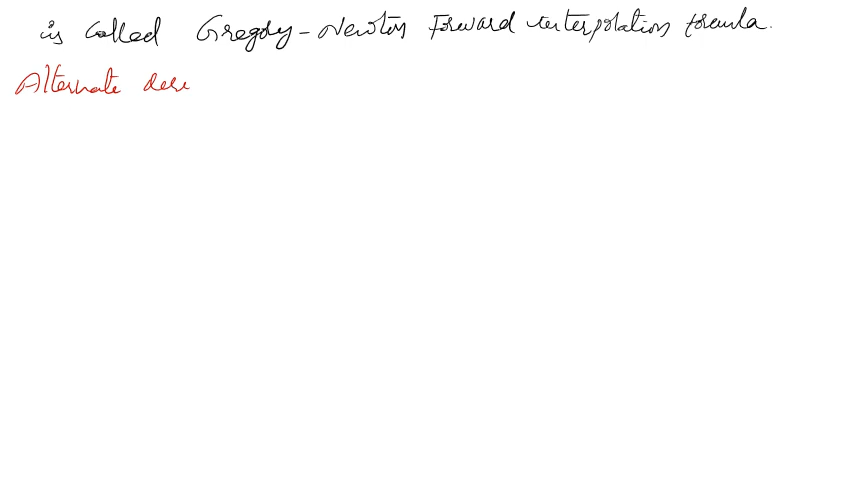 is called Gregory-Newton Forward interpolation formula.
Alternate deri